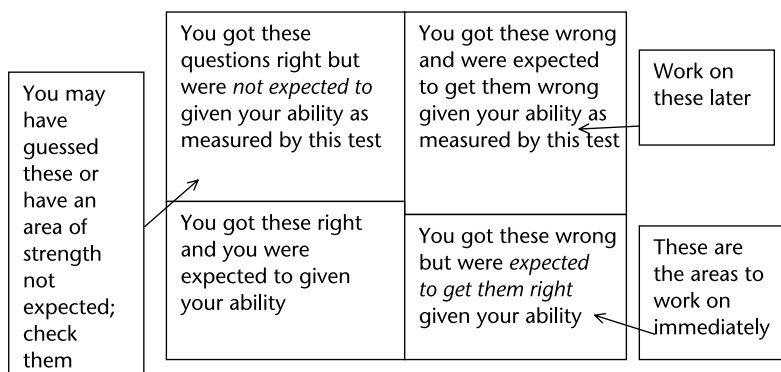 You may
have
guessed
these or
have an
area of
strength
not
expected;
check
them
You got these
questions right but
were not expected to
given your ability as
measured by this test
You got these wrong
and were expected
to get them wrong
given your ability as
measured by this test
Work on
these later
You got these right
and you were
expected to given
your ability
You got these wrong
but were expected
to get them right
given your ability
These are
the areas to
work on
immediately